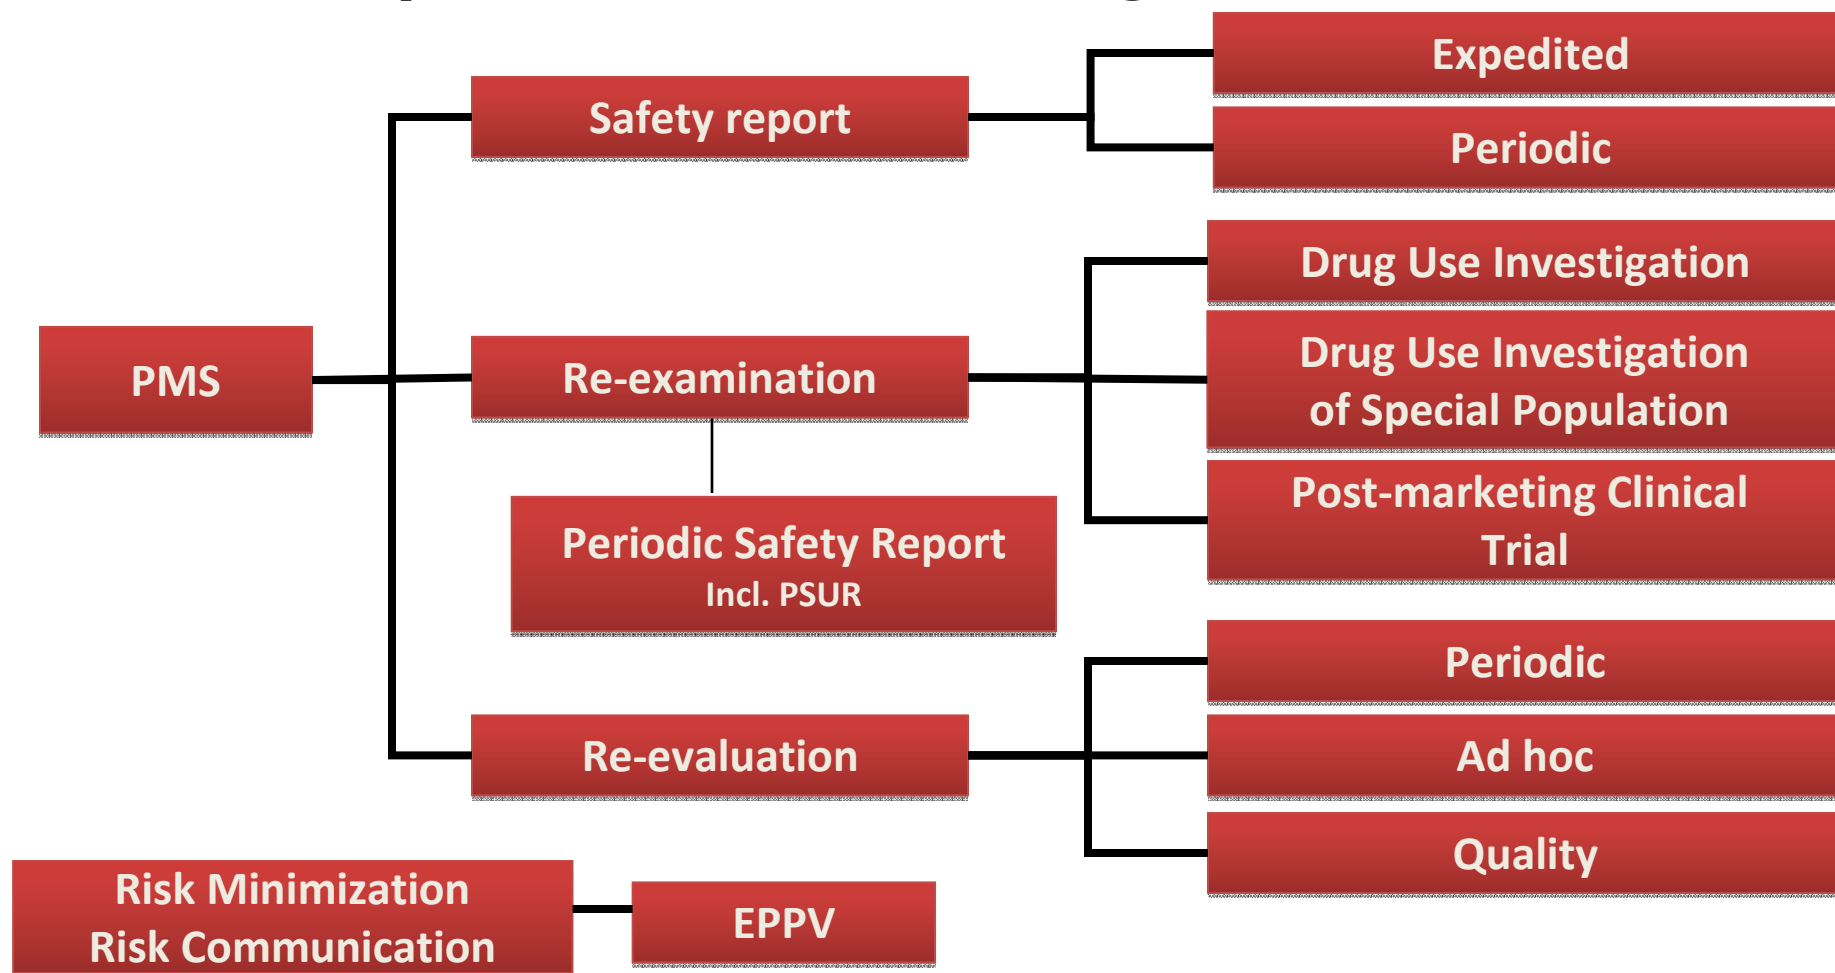 Expedited
Safety report
Periodic
Drug Use Investigation
PMS
Re-examination
Drug Use Investigation
of Special Population
Post-marketing Clinical
Trial
Periodic Safety Report
Incl. PSUR
Periodic
Re-evaluation
Ad hoc
Quality
Risk Minimization
Risk Communication
EPPV